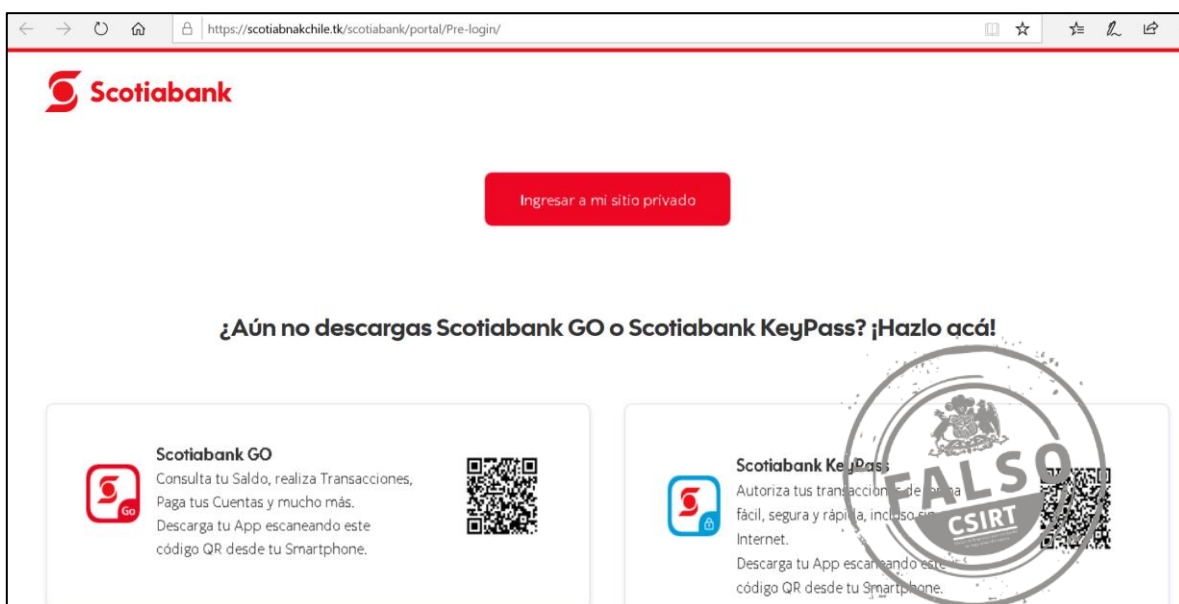 https://scotiabnakchile.tk/scotiabank/portal/Pre-login/
Scotiabank
Ingresar a mi sitio privado
¿Aún no descargas Scotiabank GO o Scotiabank KeyPass? ¡Hazlo acá!
Scotiabank GO
Consulta tu Saldo, realiza Transacciones,
Paga tus Cuentas y mucho más.
Descarga tu App escaneando este
código QR desde tu Smartphone.
Go
Scotiabank KeyPass
Autoriza tus transacciones de forma
fácil, segura y rápida, incluso sin
Internet.
Descarga tu App escaneando este
código QR desde tu Smartphone.
FALSO
CSIRT